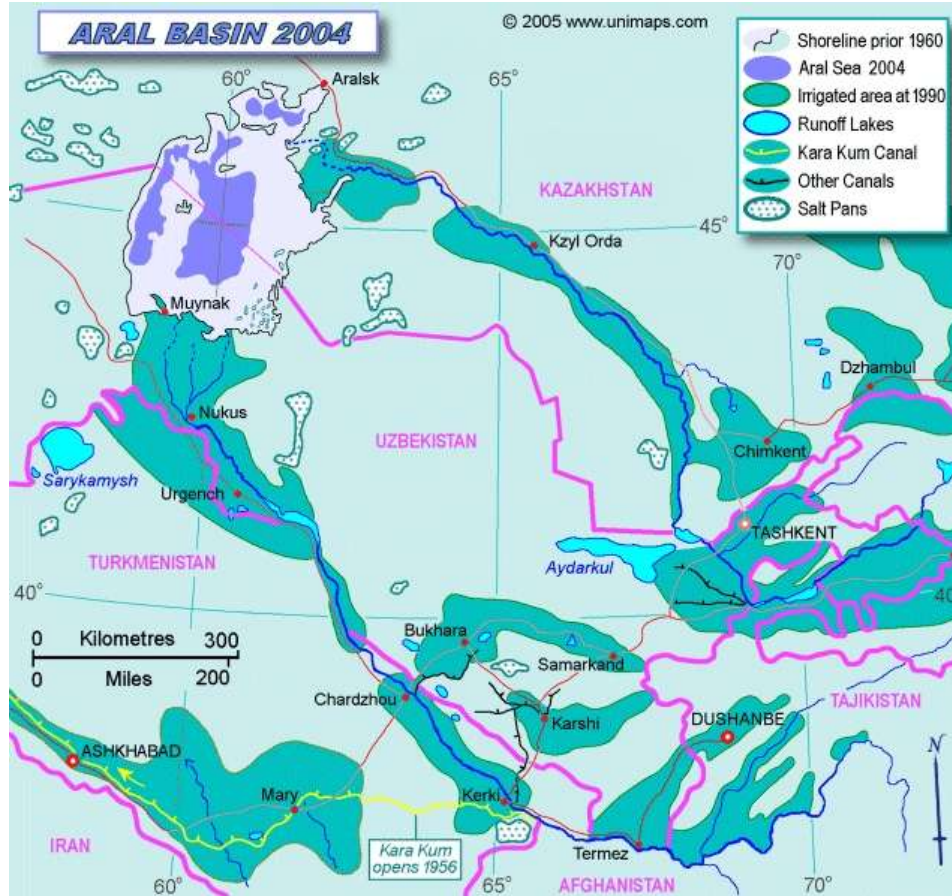 ARAL BASIN 2004
© 2005 www.unimaps.com
Shoreline prior 1960
Aral Sea 2004
Irrigated area at 1990
Runoff Lakes
Kara Kum Canal
Other Canals
Salt Pans
60°
Aralsk
65°
KAZAKHSTAN
45°
Kzyl Orda
70°
Muynak
Dzhambul
Nukus
UZBEKISTAN
Chimkent
Sarykamysh
Urgench
TASHKENT
TURKMENISTAN
Aydarkul
40°
40
0 Kilometres 300
0 Miles 200
Bukhara
Samarkand
Chardzhou
Karshi
DUSHANBE
TAJIKISTAN
ASHKHABAD
N
Mary
Kerki
IRAN
Kara Kum
opens 1956
Termez
AFGHANISTAN
60°
65°
70°